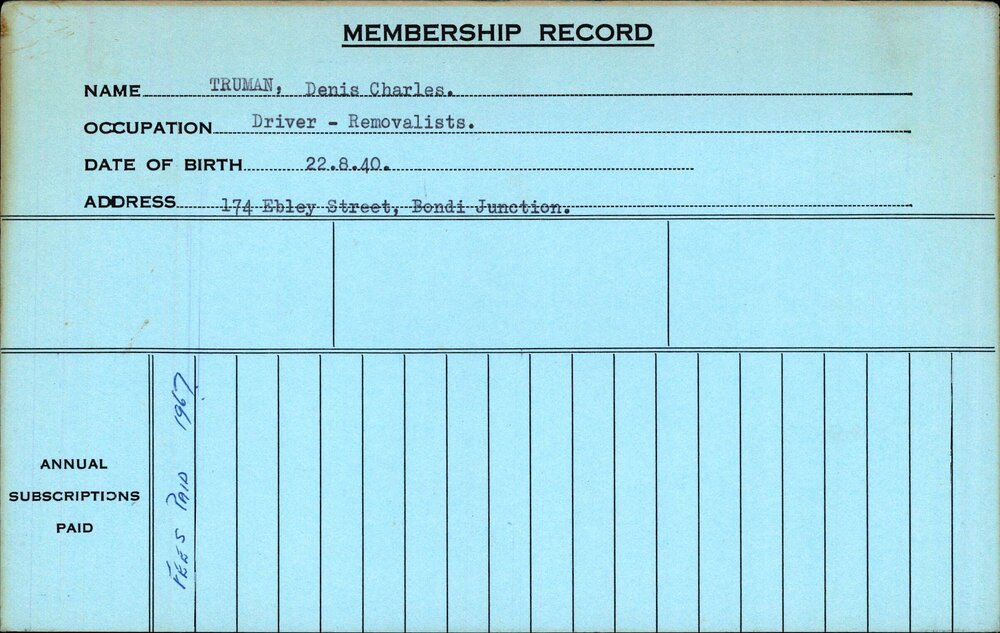 MEMBERSHIP RECORD
NAME TRUMAN, Denis Charles.
OCCUPATION Driver - Removalists.
DATE OF BIRTH 22.8.40.
ADDRESS 174 Ebley Street, Bondi Junction.
ANNUAL
SUBSCRIPTIONS
PAID
FEES PAID 1967